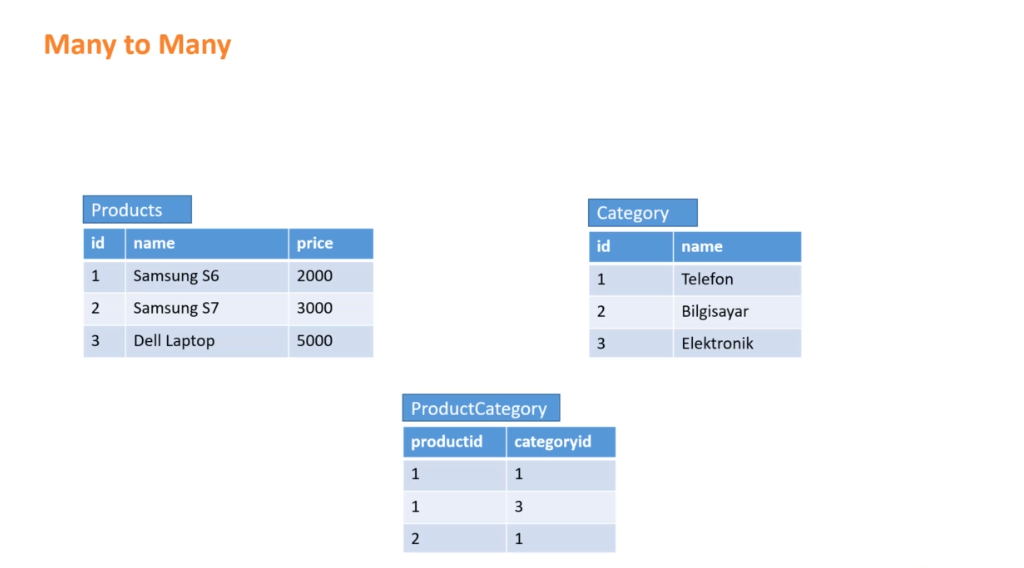 Many to Many
Products
id name price
1 Samsung S6 2000
2 Samsung S7 3000
3 Dell Laptop 5000
Category
id name
1 Telefon
2 Bilgisayar
3 Elektronik
ProductCategory
productid categoryid
1 1
1 3
2 1